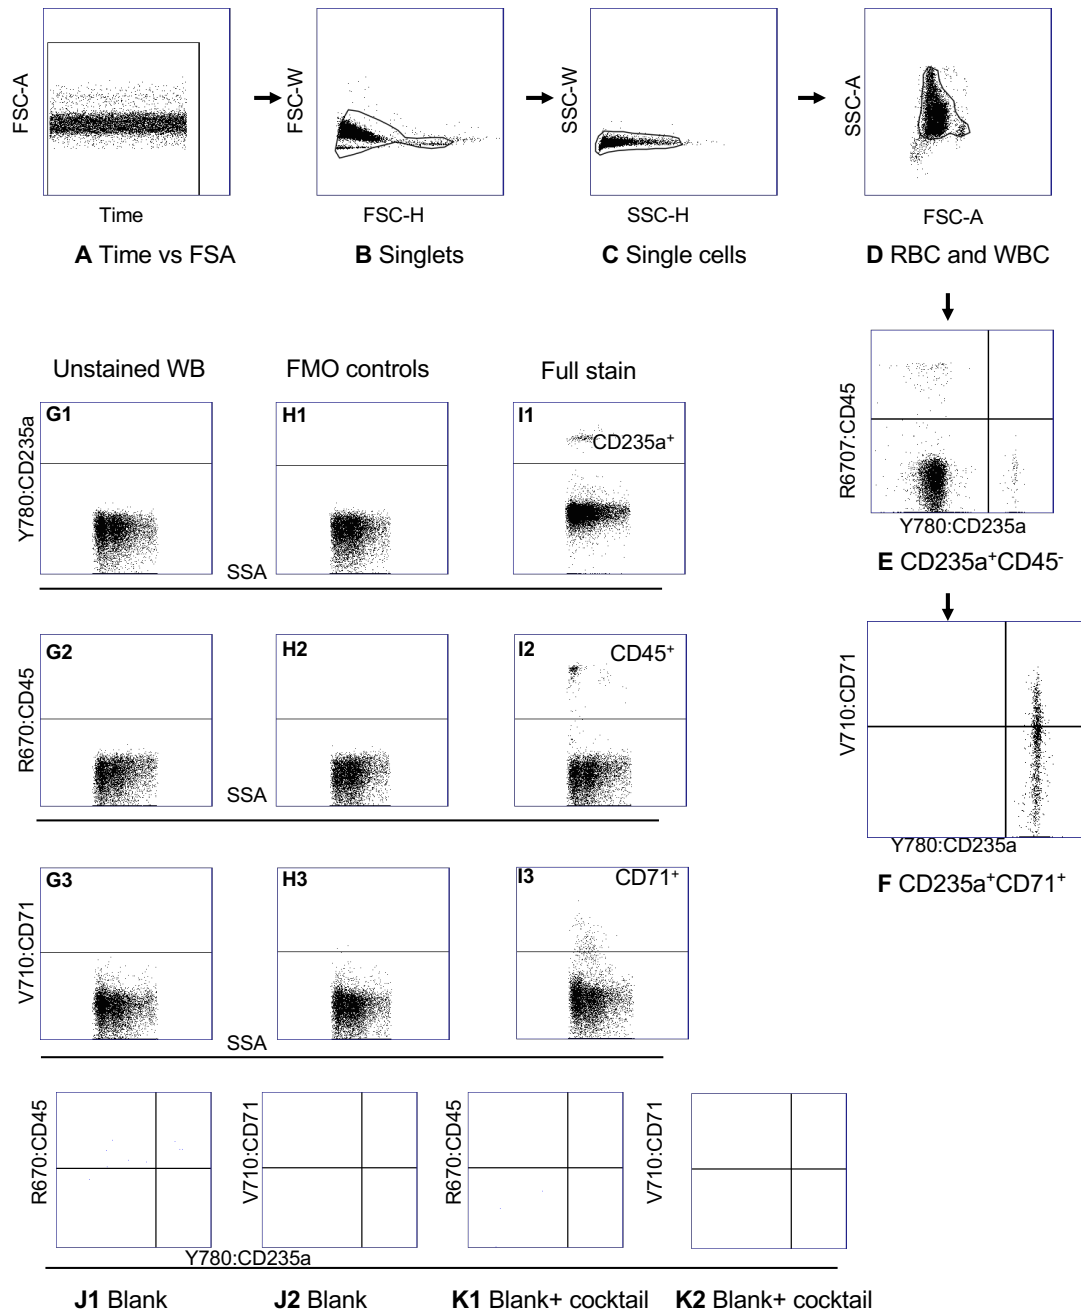 FSC-A
Time
A Time vs FSA
FSC-W
FSC-H
B Singlets
SSC-W
SSC-H
C Single cells
SSC-A
FSC-A
D RBC and WBC
R6707:CD45
Y780:CD235a
E CD235a⁺CD45⁻
V710:CD71
Y780:CD235a
F CD235a⁺CD71⁺
Unstained WB
FMO controls
Full stain
Y780:CD235a
G1
H1
I1
CD235a⁺
SSA
R670:CD45
G2
H2
I2
CD45⁺
SSA
V710:CD71
G3
H3
I3
CD71⁺
SSA
R670:CD45
V710:CD71
R670:CD45
V710:CD71
Y780:CD235a
J1 Blank
J2 Blank
K1 Blank+ cocktail
K2 Blank+ cocktail